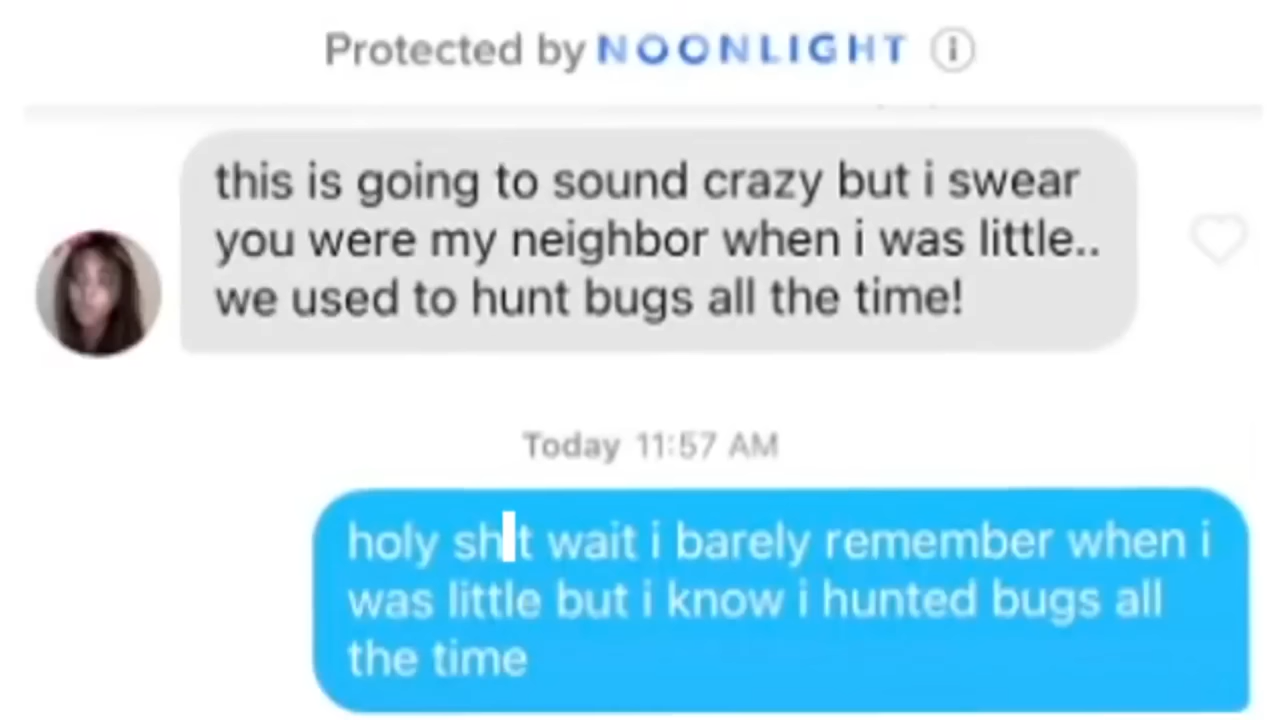 Protected by NOONLIGHT
this is going to sound crazy but i swear
you were my neighbor when i was little..
we used to hunt bugs all the time!
Today 11:57 AM
holy sh|t wait i barely remember when i
was little but i know i hunted bugs all
the time